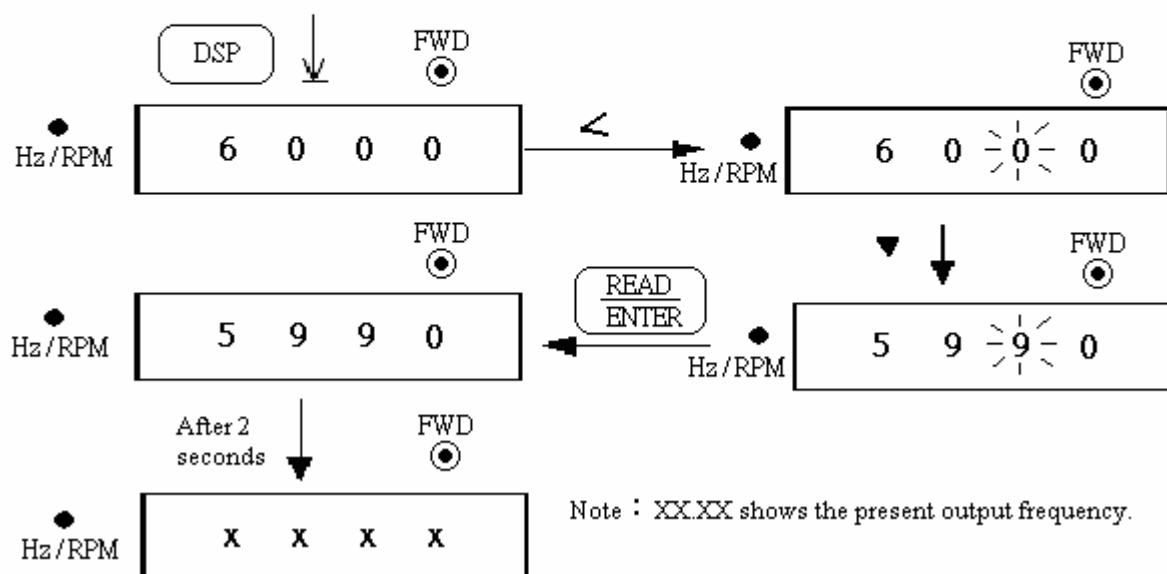 DSP
FWD
Hz/RPM
6 0 0 0
<
FWD
Hz/RPM
6 0 0 0
FWD
Hz/RPM
5 9 9 0
READ
ENTER
FWD
Hz/RPM
5 9 9 0
After 2
seconds
FWD
Hz/RPM
x x x x
Note : XX.XX shows the present output frequency.